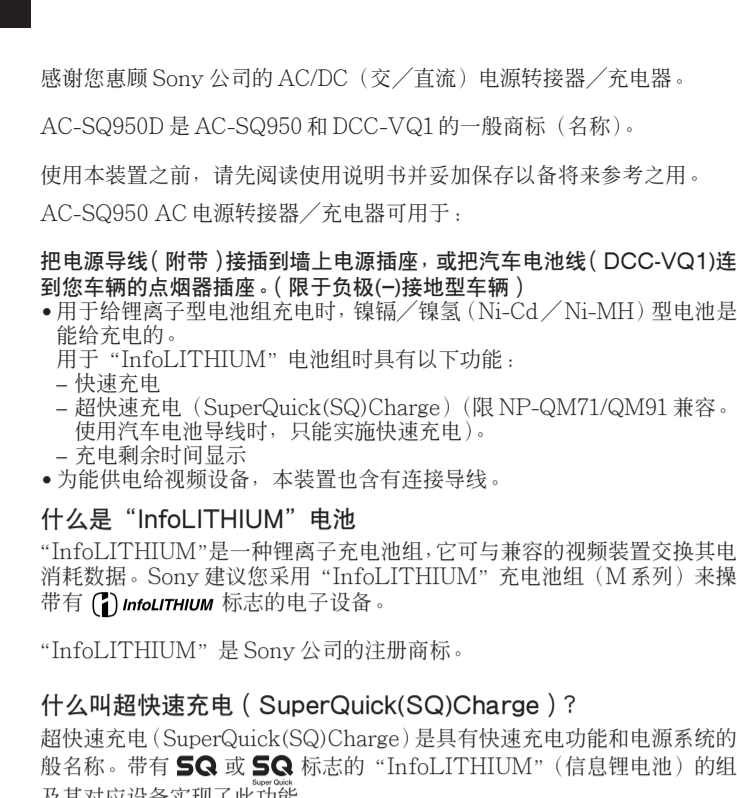 感谢您惠顾 Sony 公司的 AC/DC（交／直流）电源转接器／充电器。
AC-SQ950D 是 AC-SQ950 和 DCC-VQ1 的一般商标（名称）。
使用本装置之前，请先阅读使用说明书并妥加保存以备将来参考之用。
AC-SQ950 AC 电源转接器／充电器可用于：
把电源导线（附带）接插到墙上电源插座，或把汽车电池线（DCC-VQ1)连
到您车辆的点烟器插座。（限于负极(–)接地型车辆）
• 用于给锂离子型电池组充电时，镍镉／镍氢（Ni-Cd／Ni-MH）型电池是
能给充电的。
用于“InfoLITHIUM”电池组时具有以下功能：
– 快速充电
– 超快速充电（SuperQuick(SQ)Charge）（限 NP-QM71/QM91 兼容。
使用汽车电池导线时，只能实施快速充电）。
– 充电剩余时间显示
• 为能供电给视频设备，本装置也含有连接导线。
什么是“InfoLITHIUM”电池
“InfoLITHIUM”是一种锂离子充电池组，它可与兼容的视频装置交换其电
消耗数据。Sony 建议您采用“InfoLITHIUM”充电池组（M 系列）来操
带有 InfoLITHIUM 标志的电子设备。
“InfoLITHIUM”是 Sony 公司的注册商标。
什么叫超快速充电（SuperQuick(SQ)Charge）？
超快速充电（SuperQuick(SQ)Charge）是具有快速充电功能和电源系统的
般名称。带有 SQ 或 SQ Super Quick 标志的“InfoLITHIUM”（信息锂电池）的组
及其对应设备实现了此功能